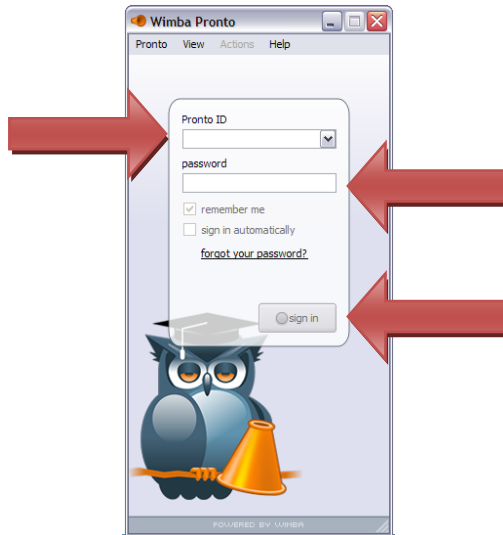 Wimba Pronto
Pronto View Actions Help
Pronto ID
password
remember me
sign in automatically
forgot your password?
sign in
POWERED BY WIMBA